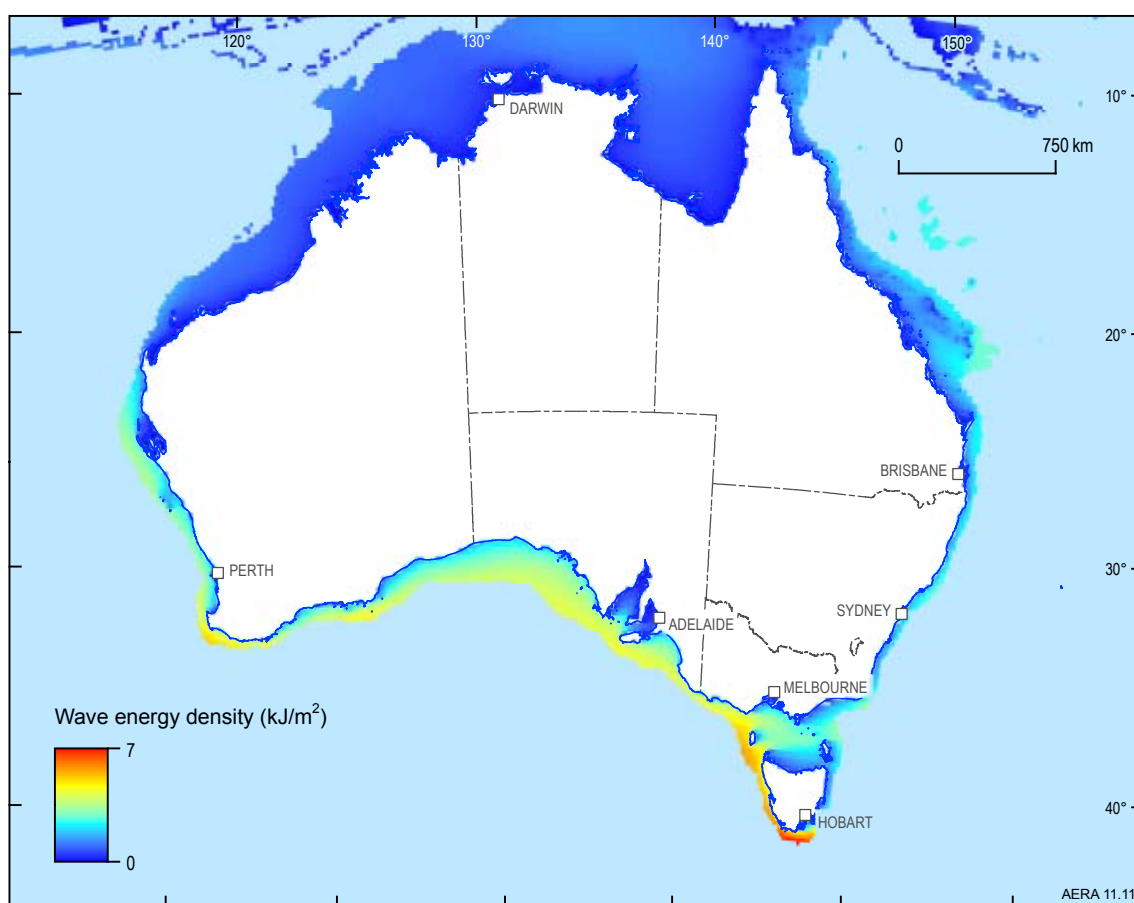 120°
130°
140°
150°
10°
DARWIN
0
750 km
20°
BRISBANE
30°
PERTH
SYDNEY
ADELAIDE
MELBOURNE
Wave energy density (kJ/m²)
7
0
40°
HOBART
AERA 11.11